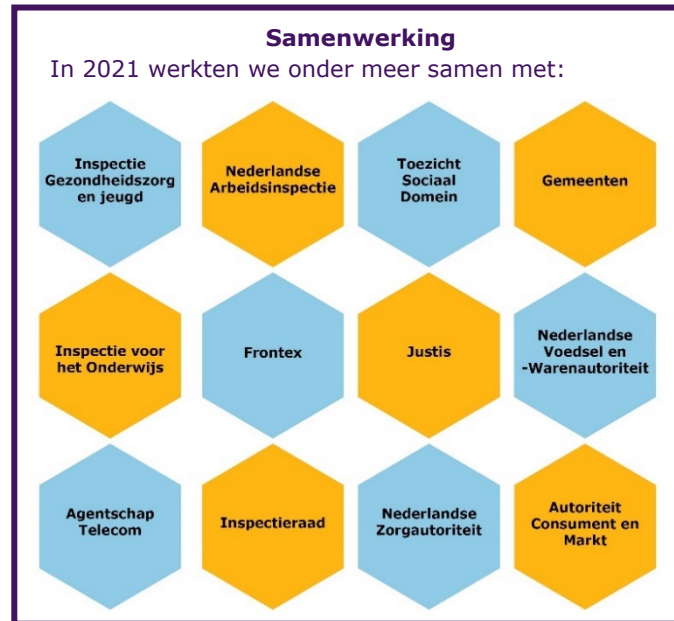 Samenwerking
In 2021 werkten we onder meer samen met:
Inspectie
Gezondheidszorg
en jeugd
Nederlandse
Arbeidsinspectie
Toezicht
Sociaal
Domein
Gemeenten
Inspectie voor
het Onderwijs
Frontex
Justis
Nederlandse
Voedsel en
-Warenautoriteit
Agentschap
Telecom
Inspectieraad
Nederlandse
Zorgautoriteit
Autoriteit
Consument en
Markt